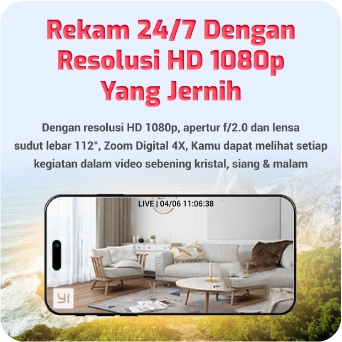 Rekam 24/7 Dengan
Resolusi HD 1080p
Yang Jernih
Dengan resolusi HD 1080p, apertur f/2.0 dan lensa
sudut lebar 112°, Zoom Digital 4X, Kamu dapat melihat setiap
kegiatan dalam video sebening kristal, siang & malam
LIVE | 04/06 11:06:38
YI